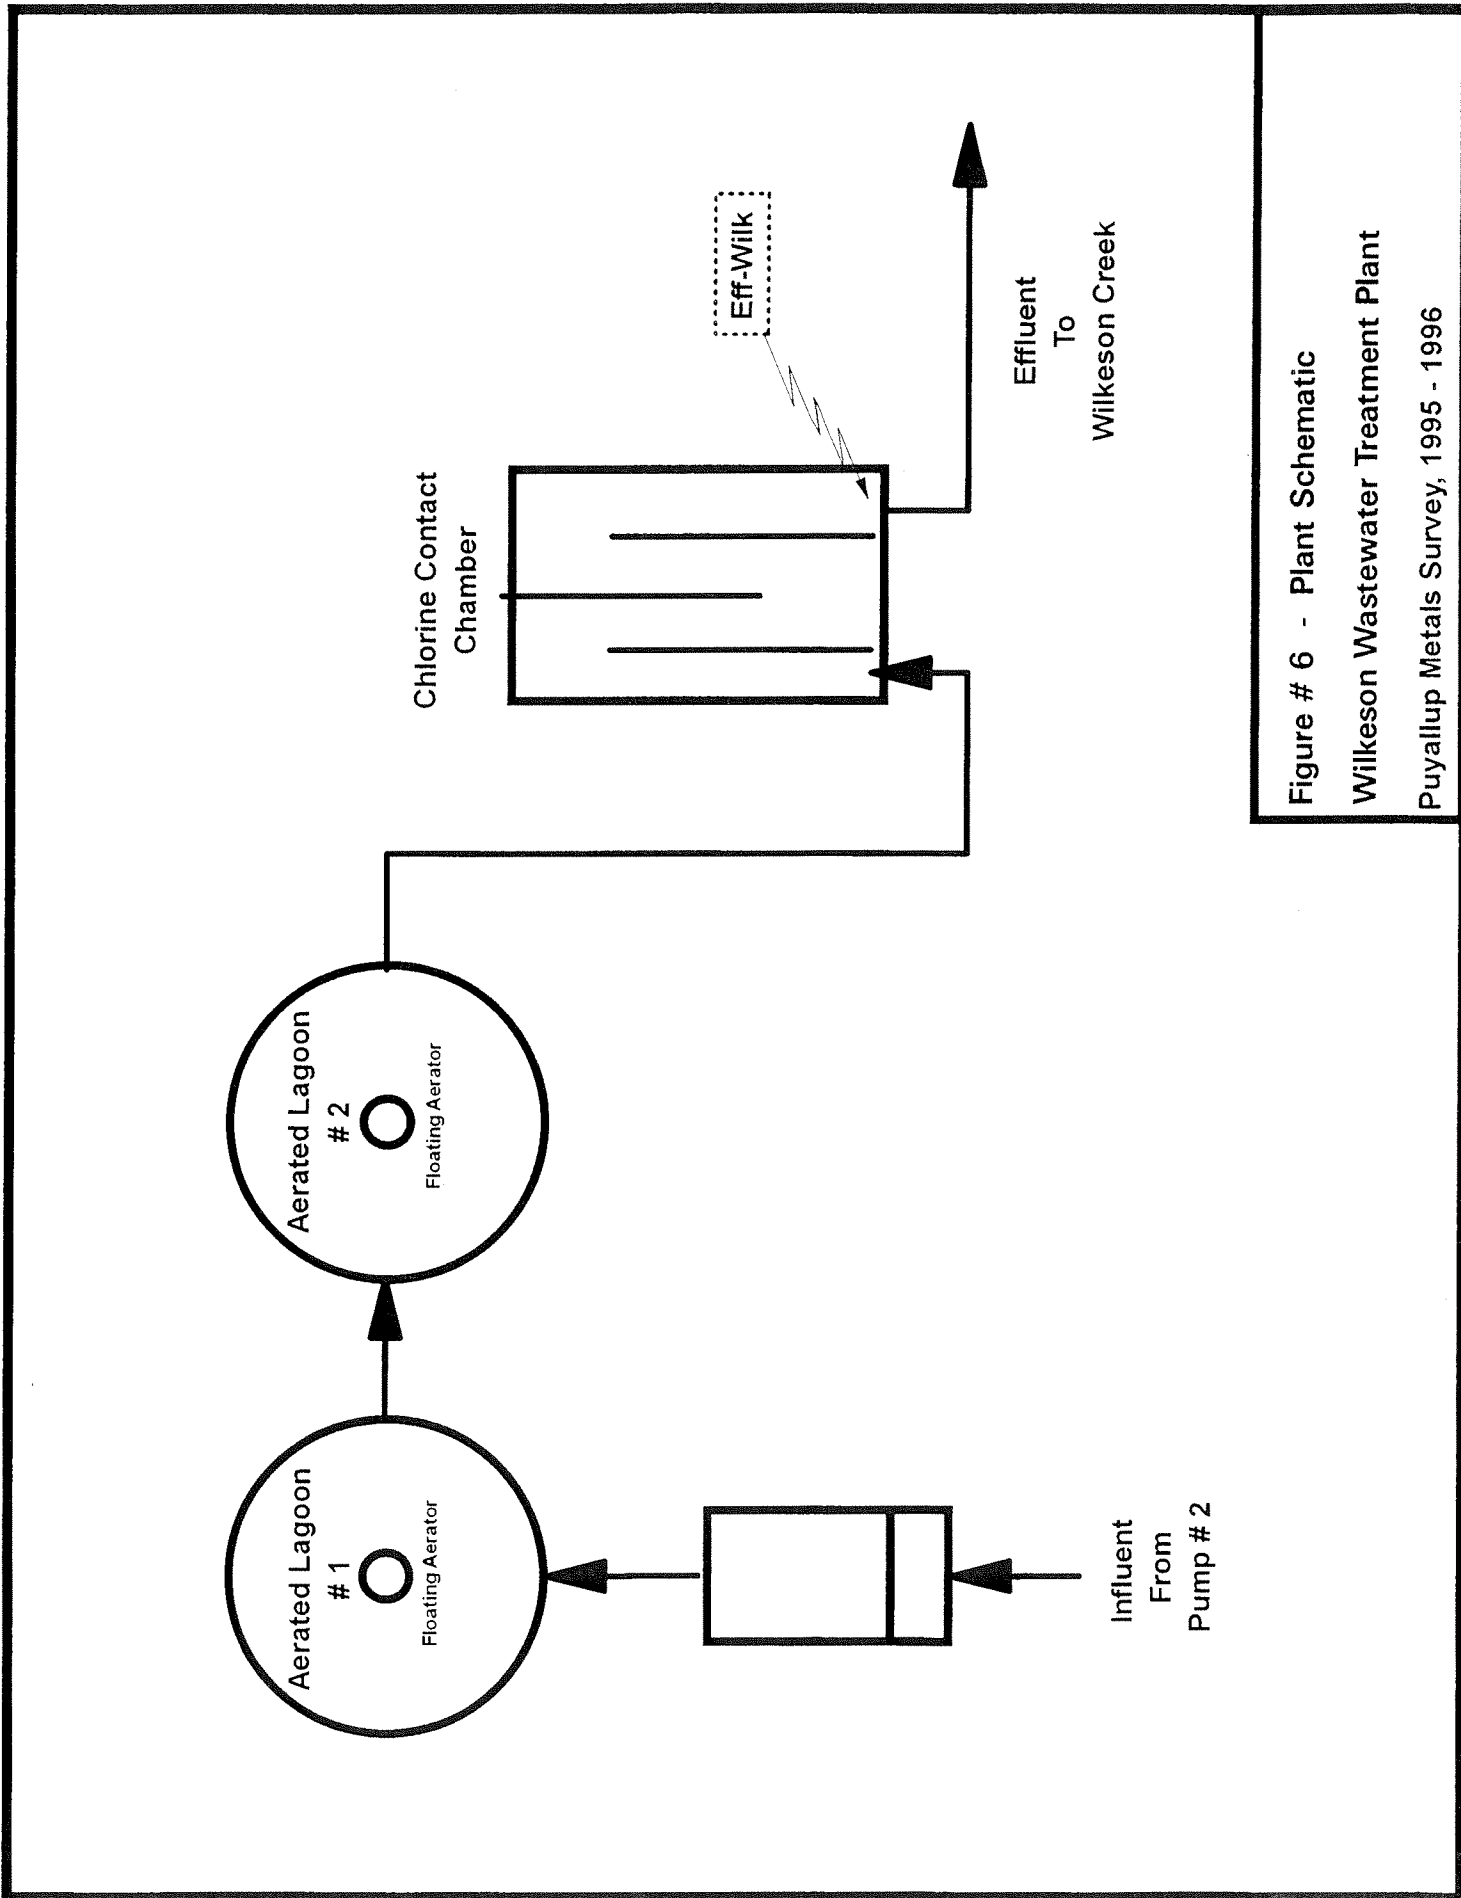 Aerated Lagoon
# 1
Floating Aerator
Influent
From
Pump # 2
Aerated Lagoon
# 2
Floating Aerator
Chlorine Contact
Chamber
Eff-Wilk
Effluent
To
Wilkeson Creek
Figure # 6 - Plant Schematic
Wilkeson Wastewater Treatment Plant
Puyallup Metals Survey, 1995 - 1996